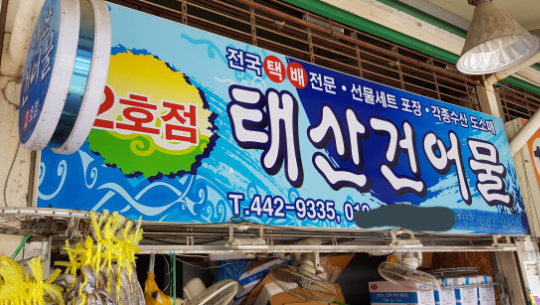 전국택배전문·선물세트 포장·각종수산 도소매
2호점
태산건어물
T.442-9335, 010